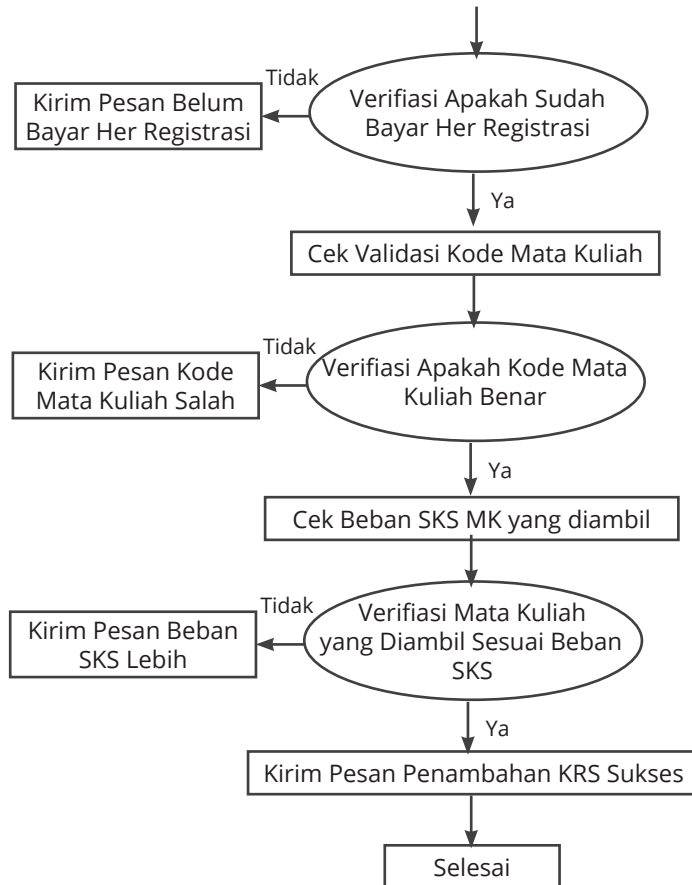 Verifiasi Apakah Sudah
Bayar Her Registrasi
Tidak
Kirim Pesan Belum
Bayar Her Registrasi
Ya
Cek Validasi Kode Mata Kuliah
Verifiasi Apakah Kode Mata
Kuliah Benar
Tidak
Kirim Pesan Kode
Mata Kuliah Salah
Ya
Cek Beban SKS MK yang diambil
Verifiasi Mata Kuliah
yang Diambil Sesuai Beban
SKS
Tidak
Kirim Pesan Beban
SKS Lebih
Ya
Kirim Pesan Penambahan KRS Sukses
Selesai